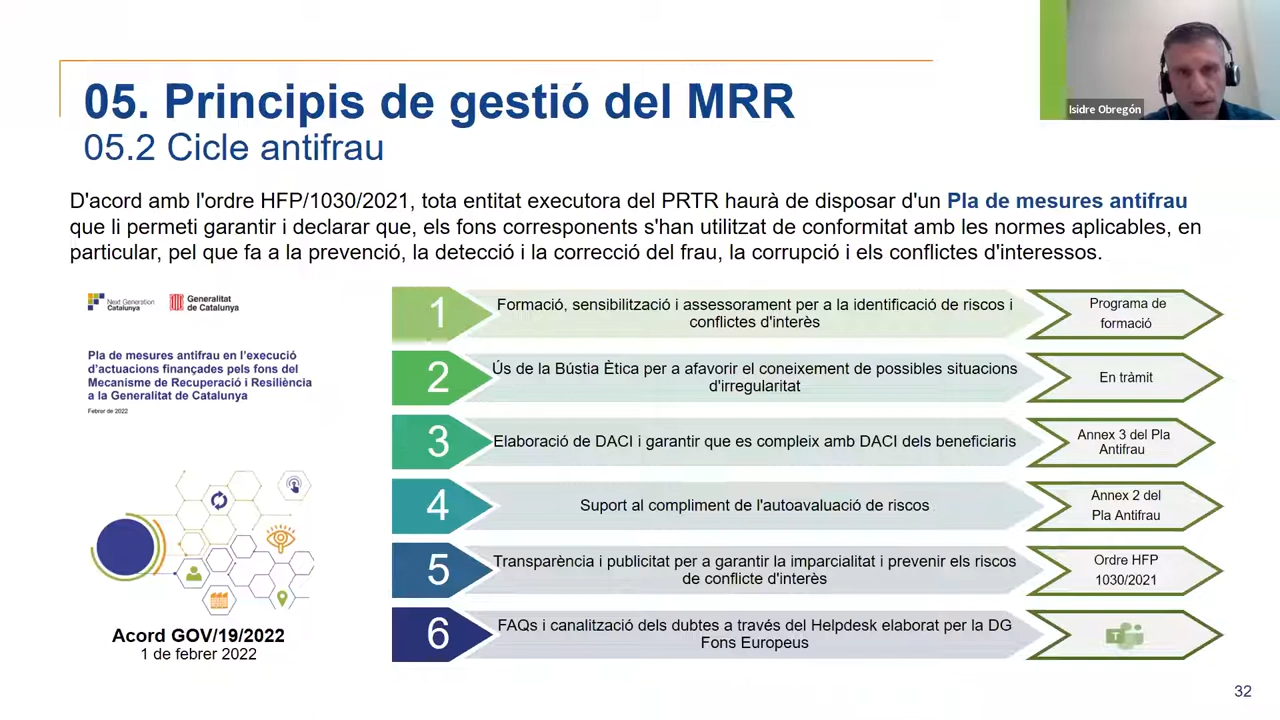 05. Principis de gestió del MRR
05.2 Cicle antifrau
Isidre Obregón
D'acord amb l'ordre HFP/1030/2021, tota entitat executora del PRTR haurà de disposar d'un Pla de mesures antifrau
que li permeti garantir i declarar que, els fons corresponents s'han utilitzat de conformitat amb les normes aplicables, en
particular, pel que fa a la prevenció, la detecció i la correcció del frau, la corrupció i els conflictes d'interessos.
Next Generation
Catalunya
Generalitat
de Catalunya
Pla de mesures antifrau en l'execució
d'actuacions finançades pels fons del
Mecanisme de Recuperació i Resiliència
a la Generalitat de Catalunya
Febrer de 2022
Acord GOV/19/2022
1 de febrer 2022
1
Formació, sensibilització i assessorament per a la identificació de riscos i
conflictes d'interès
Programa de
formació
2
Ús de la Bústia Ètica per a afavorir el coneixement de possibles situacions
d'irregularitat
En tràmit
3
Elaboració de DACI i garantir que es compleix amb DACI dels beneficiaris
Annex 3 del Pla
Antifrau
4
Suport al compliment de l'autoavaluació de riscos
Annex 2 del
Pla Antifrau
5
Transparència i publicitat per a garantir la imparcialitat i prevenir els riscos
de conflicte d'interès
Ordre HFP
1030/2021
6
FAQs i canalització dels dubtes a través del Helpdesk elaborat per la DG
Fons Europeus
T
32